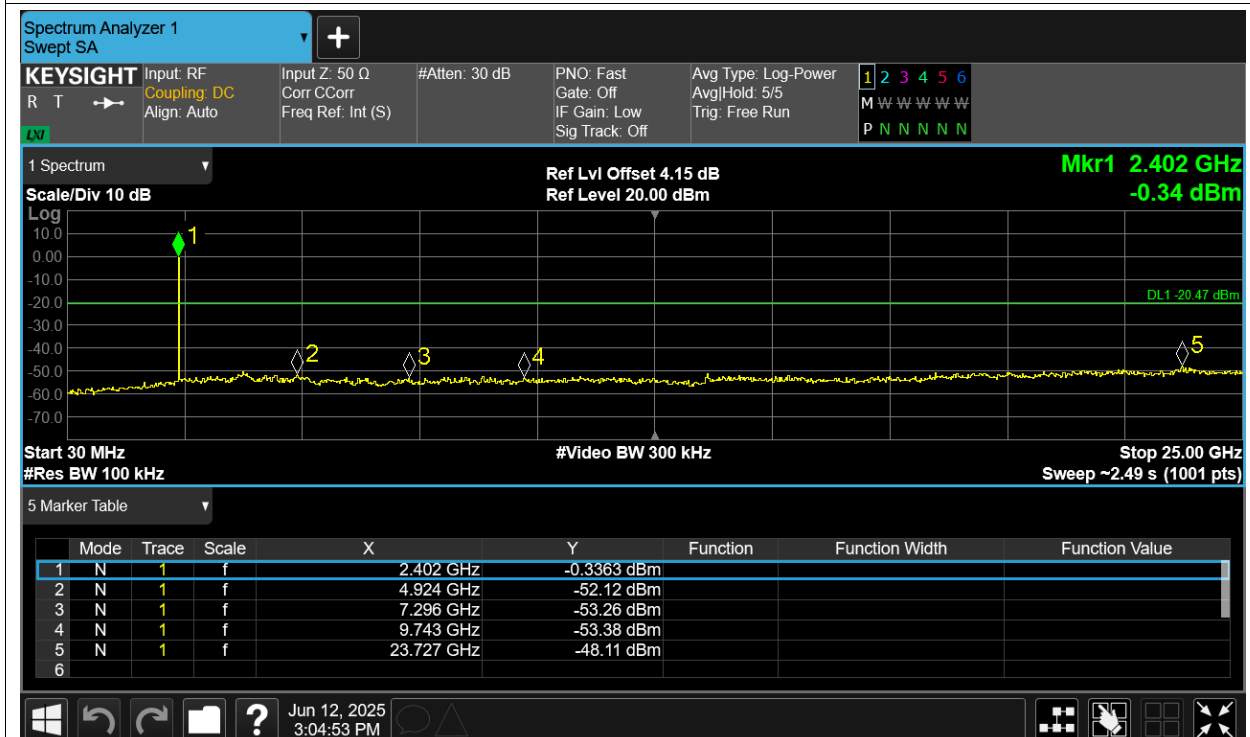 Spectrum Analyzer 1
Swept SA
KEYSIGHT Input: RF Input Z: 50 Ω #Atten: 30 dB PNO: Fast Avg Type: Log-Power 1 2 3 4 5 6
R T Coupling: DC Corr CCorr Gate: Off Avg|Hold: 5/5 M W W W W W
Align: Auto Freq Ref: Int (S) IF Gain: Low Trig: Free Run
LXI Sig Track: Off P N N N N N
1 Spectrum
Scale/Div 10 dB
Ref Lvl Offset 4.15 dB
Ref Level 20.00 dBm
Mkr1 2.402 GHz
-0.34 dBm
Log
10.0
0.00
-10.0
-20.0
-30.0
-40.0
-50.0
-60.0
-70.0
1
2
3
4
5
DL1 -20.47 dBm
Start 30 MHz #Video BW 300 kHz Stop 25.00 GHz
#Res BW 100 kHz Sweep ~2.49 s (1001 pts)
5 Marker Table
Mode Trace Scale X Y Function Function Width Function Value
1 N 1 f 2.402 GHz -0.3363 dBm
2 N 1 f 4.924 GHz -52.12 dBm
3 N 1 f 7.296 GHz -53.26 dBm
4 N 1 f 9.743 GHz -53.38 dBm
5 N 1 f 23.727 GHz -48.11 dBm
6
? Jun 12, 2025
3:04:53 PM